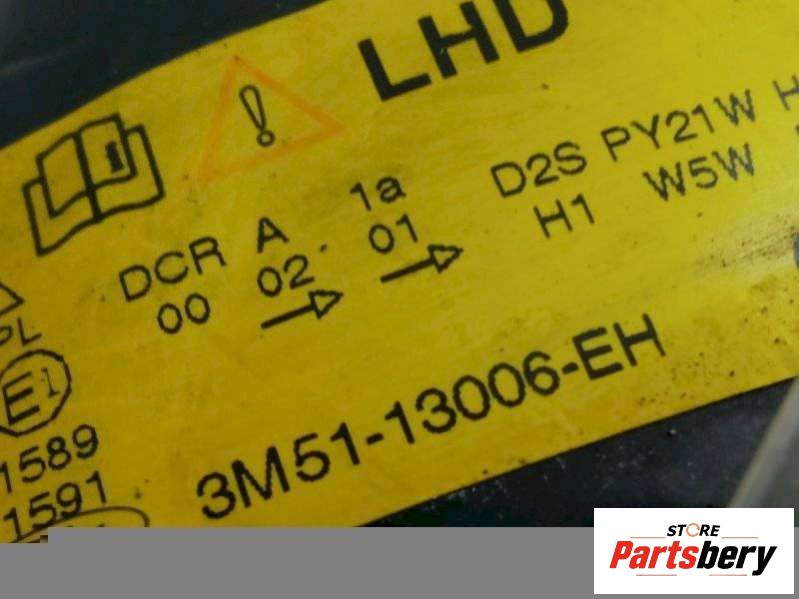 LHD
DCR A 1a D2S PY21W H
00 02. 01 H1 W5W
PL
E1
1589
1591
3M51-13006-EH
STORE
Partsbery